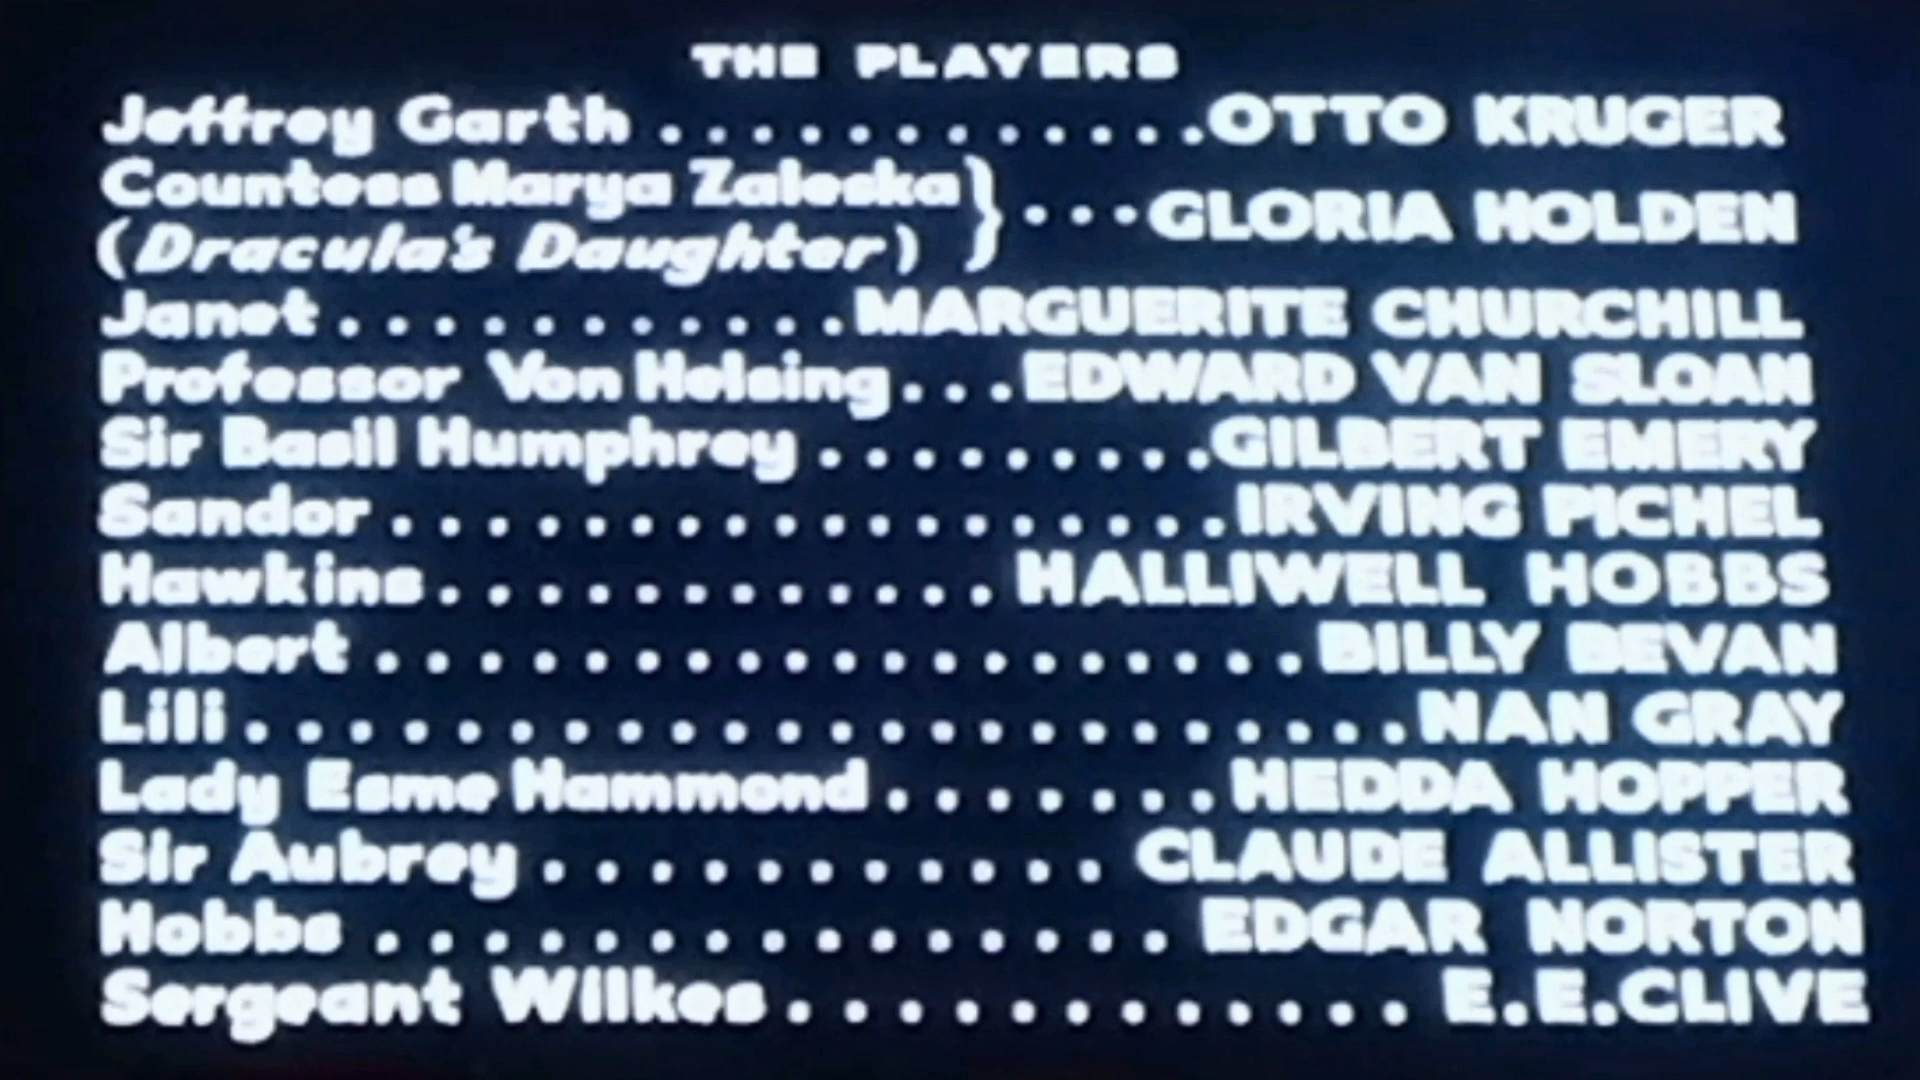 THE PLAYERS
Jeffrey Garth . . . . . . . . . . . . OTTO KRUGER
Countess Marya Zaleska
(Dracula's Daughter) } . . . GLORIA HOLDEN
Janet . . . . . . . . . . . MARGUERITE CHURCHILL
Professor Von Helsing . . . EDWARD VAN SLOAN
Sir Basil Humphrey . . . . . . . . . GILBERT EMERY
Sandor . . . . . . . . . . . . . . . . . . IRVING PICHEL
Hawkins . . . . . . . . . . . . HALLIWELL HOBBS
Albert . . . . . . . . . . . . . . . . . . BILLY BEVAN
Lili . . . . . . . . . . . . . . . . . . . . . . NAN GRAY
Lady Esme Hammond . . . . . . . HEDDA HOPPER
Sir Aubrey . . . . . . . . . . . CLAUDE ALLISTER
Hobbs . . . . . . . . . . . . . . . EDGAR NORTON
Sergeant Wilkes . . . . . . . . . . . . . E.E.CLIVE